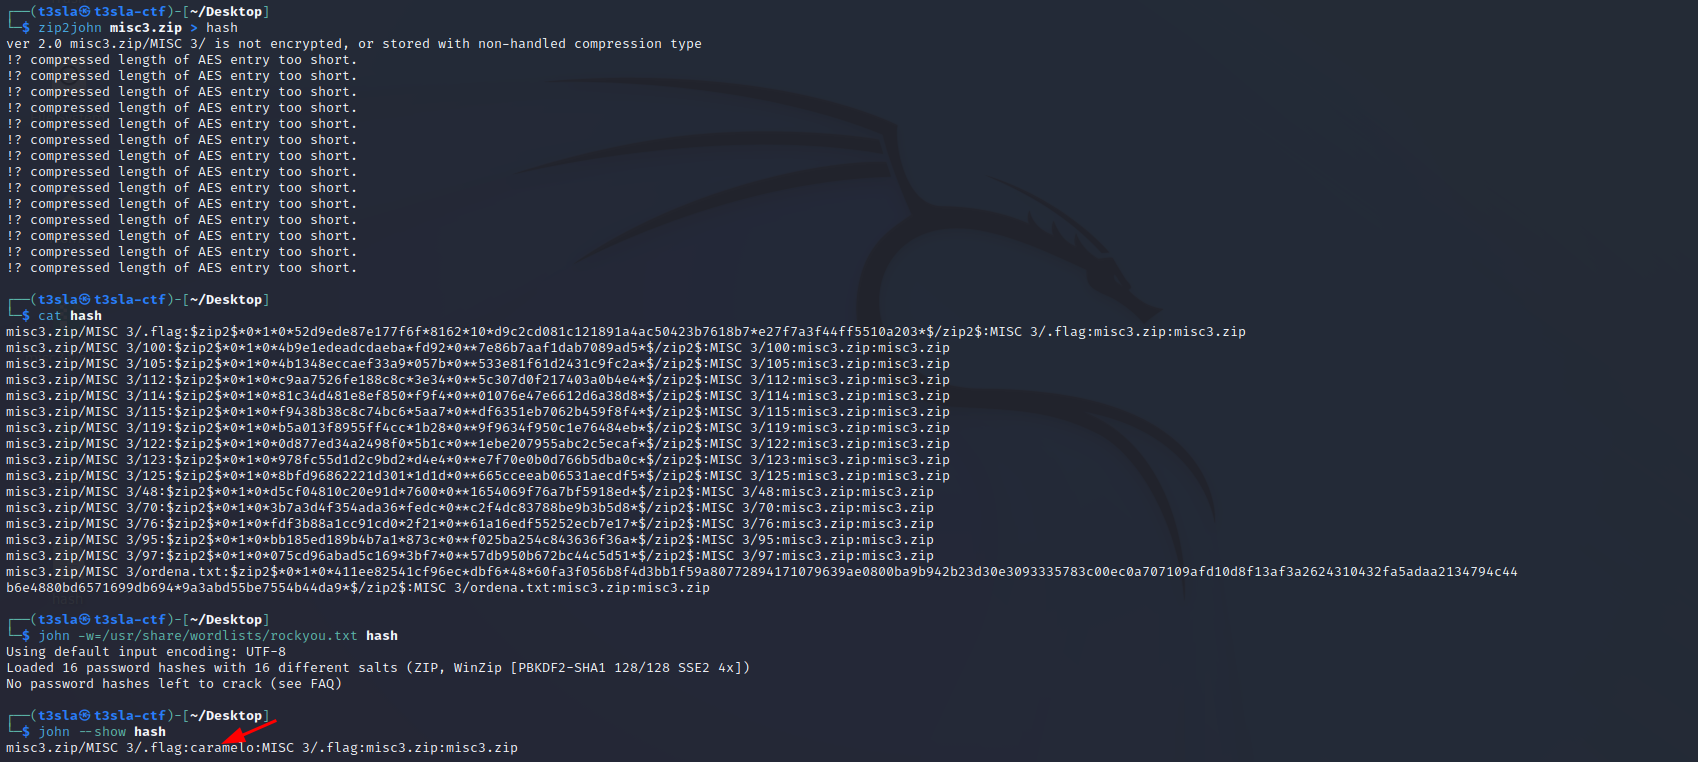 ┌──(t3sla㉿t3sla-ctf)-[~/Desktop]
└─$ zip2john misc3.zip > hash
ver 2.0 misc3.zip/MISC 3/ is not encrypted, or stored with non-handled compression type
!? compressed length of AES entry too short.
!? compressed length of AES entry too short.
!? compressed length of AES entry too short.
!? compressed length of AES entry too short.
!? compressed length of AES entry too short.
!? compressed length of AES entry too short.
!? compressed length of AES entry too short.
!? compressed length of AES entry too short.
!? compressed length of AES entry too short.
!? compressed length of AES entry too short.
!? compressed length of AES entry too short.
!? compressed length of AES entry too short.
!? compressed length of AES entry too short.
!? compressed length of AES entry too short.
┌──(t3sla㉿t3sla-ctf)-[~/Desktop]
└─$ cat hash
misc3.zip/MISC 3/.flag:$zip2$*0*1*0*52d9ede87e177f6f*8162*10*d9c2cd081c121891a4ac50423b7618b7*e27f7a3f44ff5510a203*$/zip2$:MISC 3/.flag:misc3.zip:misc3.zip
misc3.zip/MISC 3/100:$zip2$*0*1*0*4b9e1edeadcdaeba*fd92*0**7e86b7aaf1dab7089ad5*$/zip2$:MISC 3/100:misc3.zip:misc3.zip
misc3.zip/MISC 3/105:$zip2$*0*1*0*4b1348eccaef33a9*057b*0**533e81f61d2431c9fc2a*$/zip2$:MISC 3/105:misc3.zip:misc3.zip
misc3.zip/MISC 3/112:$zip2$*0*1*0*c9aa7526fe188c8c*3e34*0**5c307d0f217403a0b4e4*$/zip2$:MISC 3/112:misc3.zip:misc3.zip
misc3.zip/MISC 3/114:$zip2$*0*1*0*81c34d481e8ef850*f9f4*0**01076e47e6612d6a38d8*$/zip2$:MISC 3/114:misc3.zip:misc3.zip
misc3.zip/MISC 3/115:$zip2$*0*1*0*f9438b38c8c74bc6*5aa7*0**df6351eb7062b459f8f4*$/zip2$:MISC 3/115:misc3.zip:misc3.zip
misc3.zip/MISC 3/119:$zip2$*0*1*0*b5a013f8955ff4cc*1b28*0**9f9634f950c1e76484eb*$/zip2$:MISC 3/119:misc3.zip:misc3.zip
misc3.zip/MISC 3/122:$zip2$*0*1*0*0d877ed34a2498f0*5b1c*0**1ebe207955abc2c5ecaf*$/zip2$:MISC 3/122:misc3.zip:misc3.zip
misc3.zip/MISC 3/123:$zip2$*0*1*0*978fc55d1d2c9bd2*d4e4*0**e7f70e0b0d766b5dba0c*$/zip2$:MISC 3/123:misc3.zip:misc3.zip
misc3.zip/MISC 3/125:$zip2$*0*1*0*8bfd96862221d301*1d1d*0**665cceeab06531aecdf5*$/zip2$:MISC 3/125:misc3.zip:misc3.zip
misc3.zip/MISC 3/48:$zip2$*0*1*0*d5cf04810c20e91d*7600*0**1654069f76a7bf5918ed*$/zip2$:MISC 3/48:misc3.zip:misc3.zip
misc3.zip/MISC 3/70:$zip2$*0*1*0*3b7a3d4f354ada36*fedc*0**c2f4dc83788be9b3b5d8*$/zip2$:MISC 3/70:misc3.zip:misc3.zip
misc3.zip/MISC 3/76:$zip2$*0*1*0*fdf3b88a1cc91cd0*2f21*0**61a16edf55252ecb7e17*$/zip2$:MISC 3/76:misc3.zip:misc3.zip
misc3.zip/MISC 3/95:$zip2$*0*1*0*bb185ed189b4b7a1*873c*0**f025ba254c843636f36a*$/zip2$:MISC 3/95:misc3.zip:misc3.zip
misc3.zip/MISC 3/97:$zip2$*0*1*0*075cd96abad5c169*3bf7*0**57db950b672bc44c5d51*$/zip2$:MISC 3/97:misc3.zip:misc3.zip
misc3.zip/MISC 3/ordena.txt:$zip2$*0*1*0*411ee82541cf96ec*dbf6*48*60fa3f056b8f4d3bb1f59a80772894171079639ae0800ba9b942b23d30e3093335783c00ec0a707109afd10d8f13af3a2624310432fa5adaa2134794c44
b6e4880bd6571699db694*9a3abd55be7554b44da9*$/zip2$:MISC 3/ordena.txt:misc3.zip:misc3.zip
┌──(t3sla㉿t3sla-ctf)-[~/Desktop]
└─$ john -w=/usr/share/wordlists/rockyou.txt hash
Using default input encoding: UTF-8
Loaded 16 password hashes with 16 different salts (ZIP, WinZip [PBKDF2-SHA1 128/128 SSE2 4x])
No password hashes left to crack (see FAQ)
┌──(t3sla㉿t3sla-ctf)-[~/Desktop]
└─$ john --show hash
misc3.zip/MISC 3/.flag:caramelo:MISC 3/.flag:misc3.zip:misc3.zip